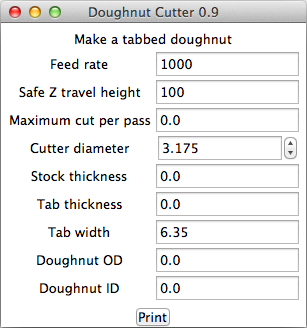 Doughnut Cutter 0.9
Make a tabbed doughnut
Feed rate 1000
Safe Z travel height 100
Maximum cut per pass 0.0
Cutter diameter 3.175
Stock thickness 0.0
Tab thickness 0.0
Tab width 6.35
Doughnut OD 0.0
Doughnut ID 0.0
Print